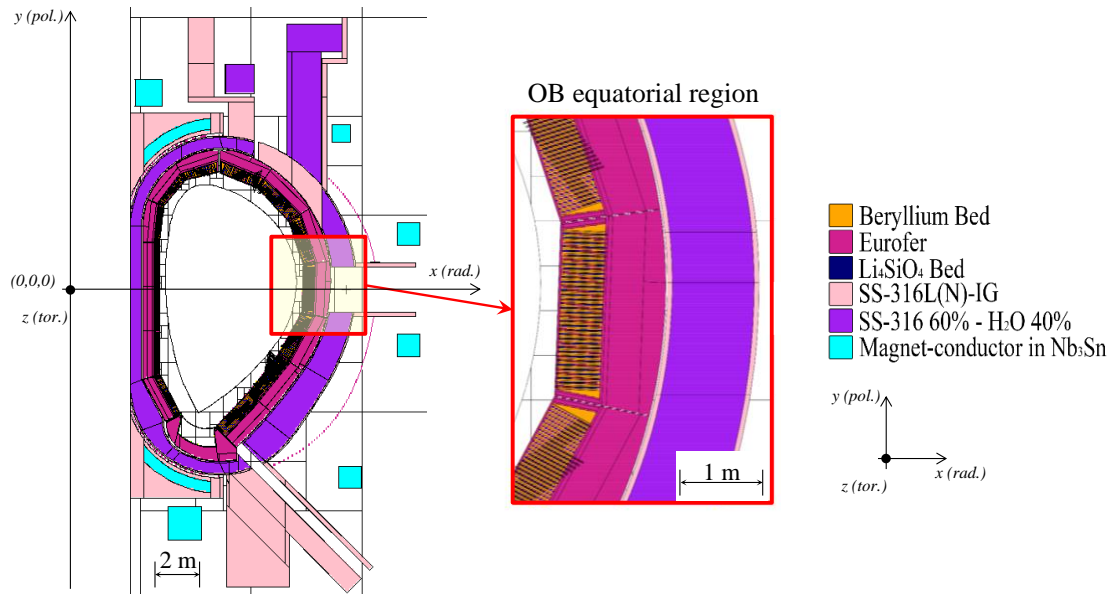 y (pol.)
OB equatorial region
(0,0,0)
x (rad.)
z (tor.)
2 m
1 m
Beryllium Bed
Eurofer
Li₄SiO₄ Bed
SS-316L(N)-IG
SS-316 60% - H₂O 40%
Magnet-conductor in Nb₃Sn
y (pol.)
x (rad.)
z (tor.)